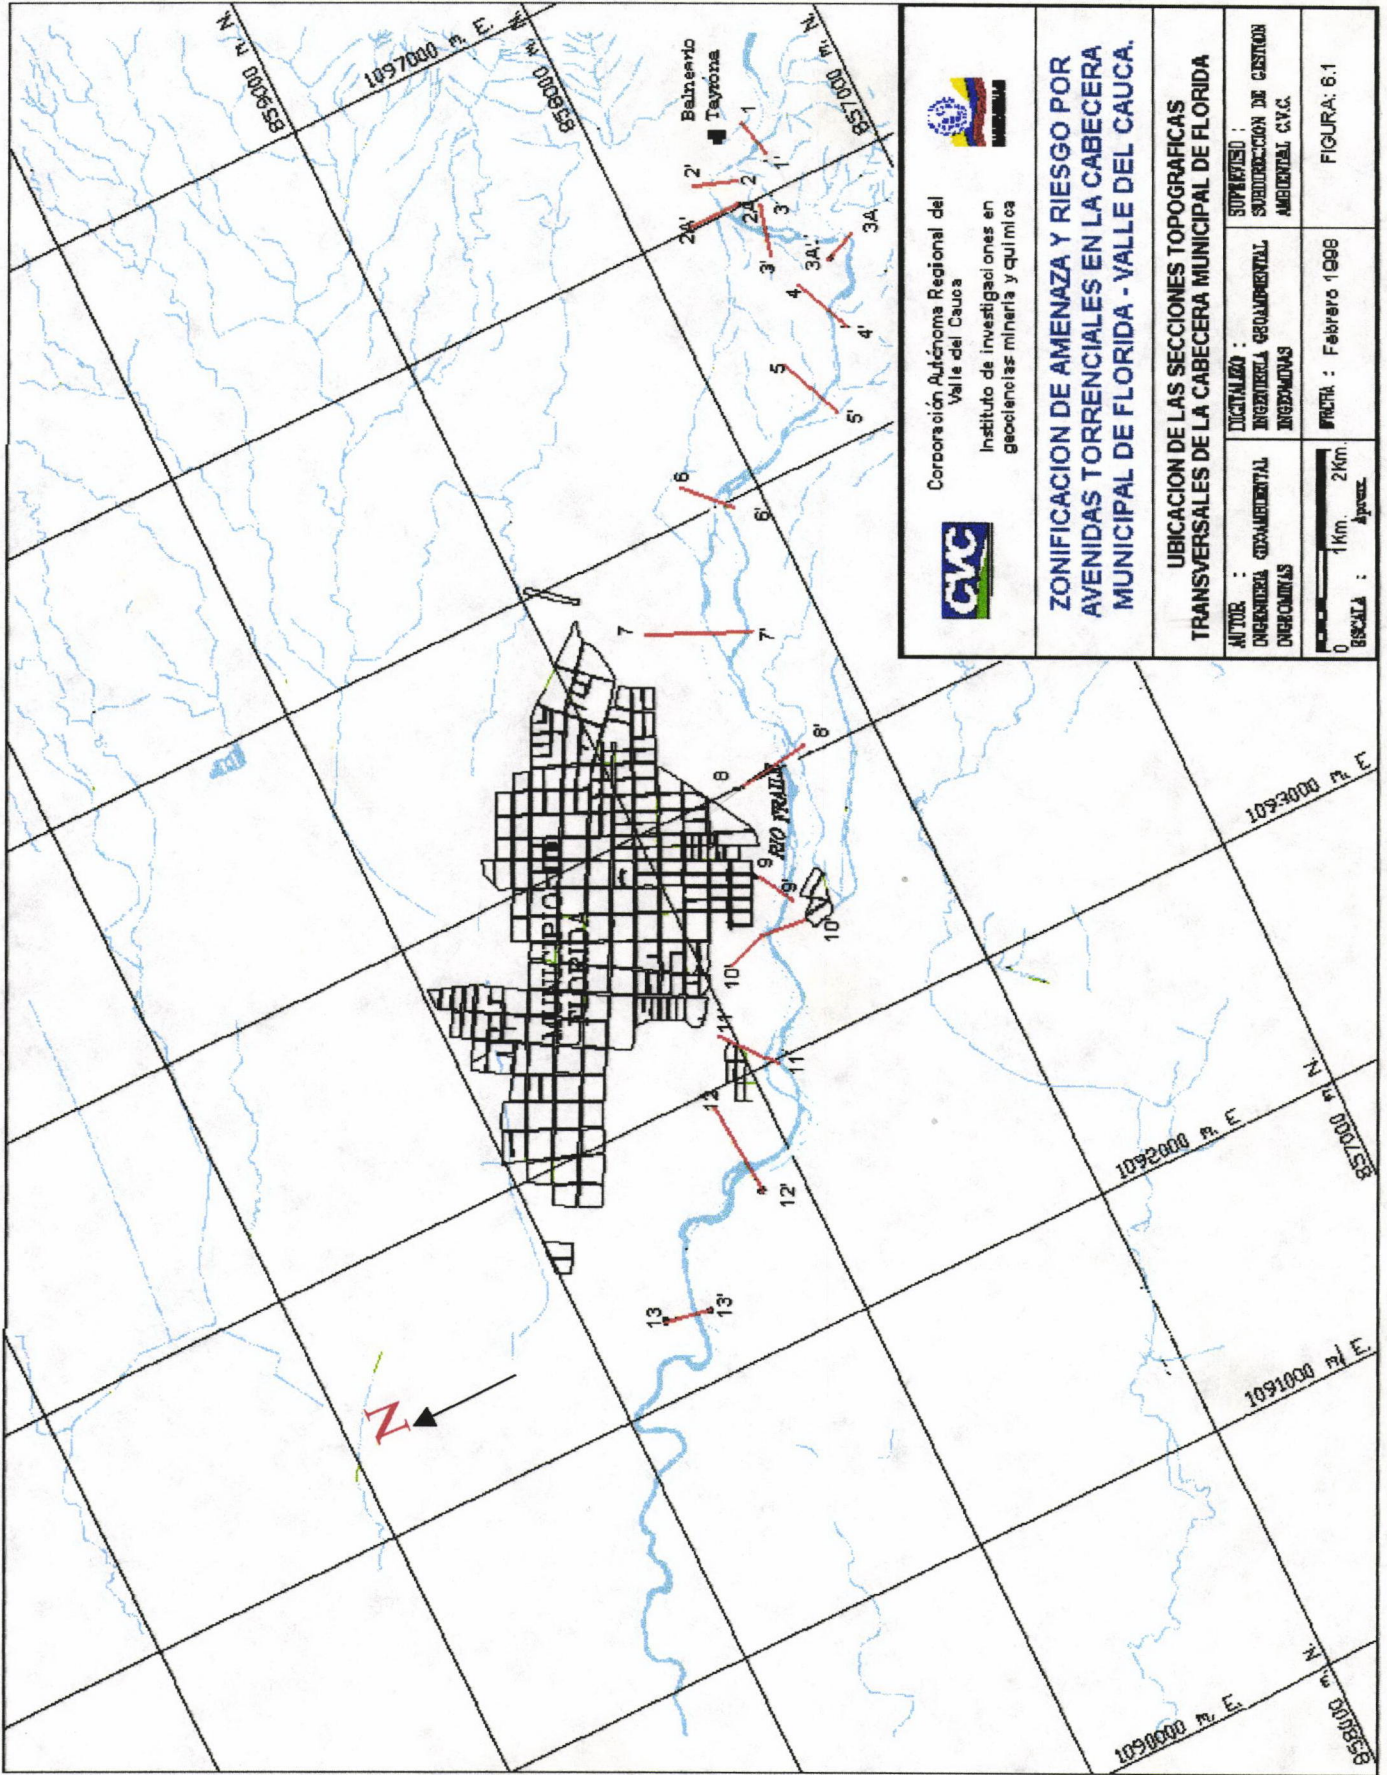 859000 m. N.
1097000 m. E.
858000 m. N.
857000 m. N.
Balneario
Tayrona
1
1'
2'
2
2A'
2A
3
3'
3A
3A'
4
4'
5
5'
6
6'
7
7'
8
8'
RIO FRAILE
9
9'
10'
10'
11'
11
12
12'
13
13'
MUNICIPIO
FLORIDA
N
1093000 m. E
1092000 m. E
857000 m. N
1091000 m. E.
1090000 m. E.
858000 m. N.
CVC
Corporación Autónoma Regional del
Valle del Cauca
Instituto de investigaciones en
geociencias minería y química
ZONIFICACION DE AMENAZA Y RIESGO POR
AVENIDAS TORRENCIALES EN LA CABECERA
MUNICIPAL DE FLORIDA - VALLE DEL CAUCA.
UBICACION DE LAS SECCIONES TOPOGRAFICAS
TRANSVERSALES DE LA CABECERA MUNICIPAL DE FLORIDA
AUTOR :
INGENIERIA GEOAMBIENTAL
INGEOMINAS
DIGITALIZO :
INGENIERIA GEOAMBIENTAL
INGEOMINAS
SUPERVISO :
SUBDIRECCION DE GESTION
AMBIENTAL C.V.C.
0 1Km. 2Km.
ESCALA : Aprox.
FECHA : Febrero 1999
FIGURA: 6.1